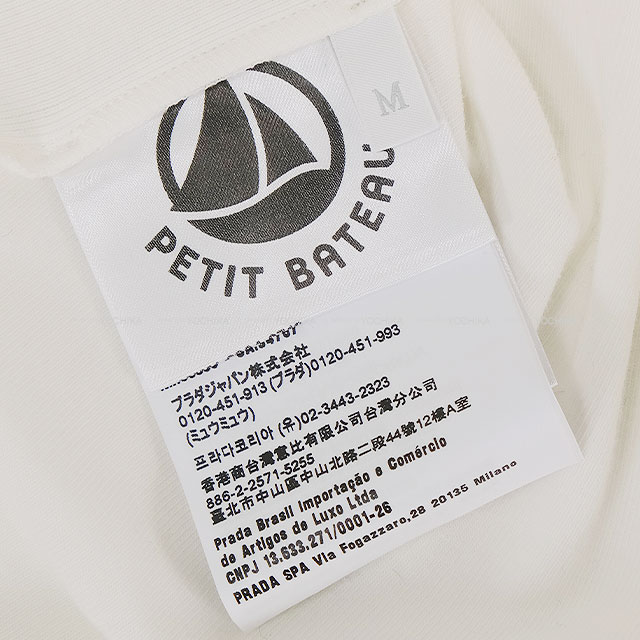 M
PETIT BATEAU
プラダジャパン株式会社
0120-451-913 (プラダ)0120-451-993
(ミュウミュウ)
프라다코리아 (유)02-3443-2323
香港商台灣意比有限公司台灣分公司
886-2-2571-5255
臺北市中山區中山北路二段44號12樓A室
Prada Brasil Importação e Comércio
de Artigos de Luxo Ltda
CNPJ 13.633.271/0001-26
PRADA SPA Via Fogazzaro,28 20135 Milano